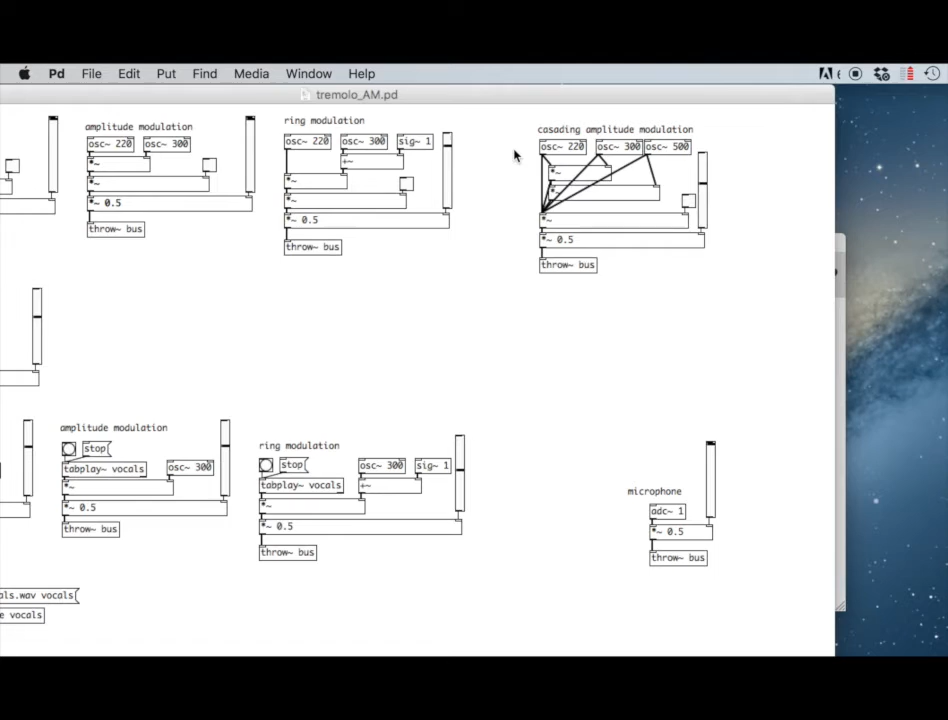 Pd File Edit Put Find Media Window Help
tremolo_AM.pd
amplitude modulation
osc~ 220 osc~ 300
*~
*~
*~ 0.5
throw~ bus
ring modulation
osc~ 220 osc~ 300 sig~ 1
+~
*~
*~
*~ 0.5
throw~ bus
casading amplitude modulation
osc~ 220 osc~ 300 osc~ 500
*~
*~
*~
*~ 0.5
throw~ bus
amplitude modulation
stop
tabplay~ vocals osc~ 300
*~
*~ 0.5
throw~ bus
ring modulation
stop osc~ 300 sig~ 1
tabplay~ vocals +~
*~
*~ 0.5
throw~ bus
microphone
adc~ 1
*~ 0.5
throw~ bus
als.wav vocals
e vocals